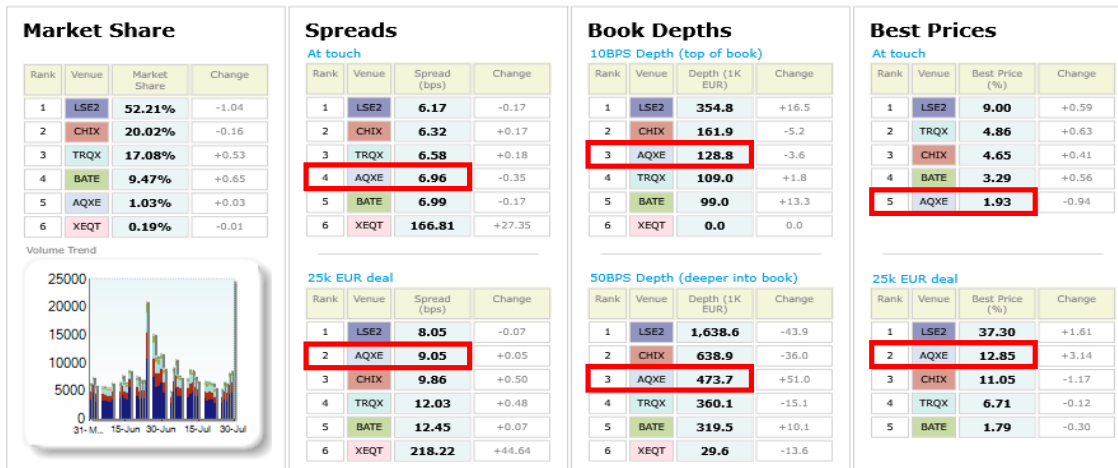 Market Share
Rank Venue Market Share Change
1 LSE2 52.21% -1.04
2 CHIX 20.02% -0.16
3 TRQX 17.08% +0.53
4 BATE 9.47% +0.65
5 AQXE 1.03% +0.03
6 XEQT 0.19% -0.01
Volume Trend
25000
20000
15000
10000
5000
0
31- M... 15-Jun 30-Jun 15-Jul 30-Jul
Spreads
At touch
Rank Venue Spread (bps) Change
1 LSE2 6.17 -0.17
2 CHIX 6.32 +0.17
3 TRQX 6.58 +0.18
4 AQXE 6.96 -0.35
5 BATE 6.99 -0.17
6 XEQT 166.81 +27.35
25k EUR deal
Rank Venue Spread (bps) Change
1 LSE2 8.05 -0.07
2 AQXE 9.05 +0.05
3 CHIX 9.86 +0.50
4 TRQX 12.03 +0.48
5 BATE 12.45 +0.07
6 XEQT 218.22 +44.64
Book Depths
10BPS Depth (top of book)
Rank Venue Depth (1K EUR) Change
1 LSE2 354.8 +16.5
2 CHIX 161.9 -5.2
3 AQXE 128.8 -3.6
4 TRQX 109.0 +1.8
5 BATE 99.0 +13.3
6 XEQT 0.0 0.0
50BPS Depth (deeper into book)
Rank Venue Depth (1K EUR) Change
1 LSE2 1,638.6 -43.9
2 CHIX 638.9 -36.0
3 AQXE 473.7 +51.0
4 TRQX 360.1 -15.1
5 BATE 319.5 +10.1
6 XEQT 29.6 -13.6
Best Prices
At touch
Rank Venue Best Price (%) Change
1 LSE2 9.00 +0.59
2 TRQX 4.86 +0.63
3 CHIX 4.65 +0.41
4 BATE 3.29 +0.56
5 AQXE 1.93 -0.94
25k EUR deal
Rank Venue Best Price (%) Change
1 LSE2 37.30 +1.61
2 AQXE 12.85 +3.14
3 CHIX 11.05 -1.17
4 TRQX 6.71 -0.12
5 BATE 1.79 -0.30